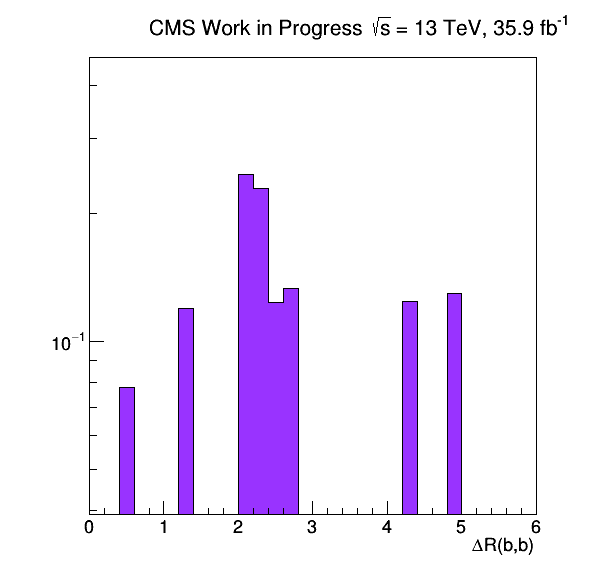 CMS Work in Progress √s = 13 TeV, 35.9 fb⁻¹
10⁻¹
0 1 2 3 4 5 6
ΔR(b,b)